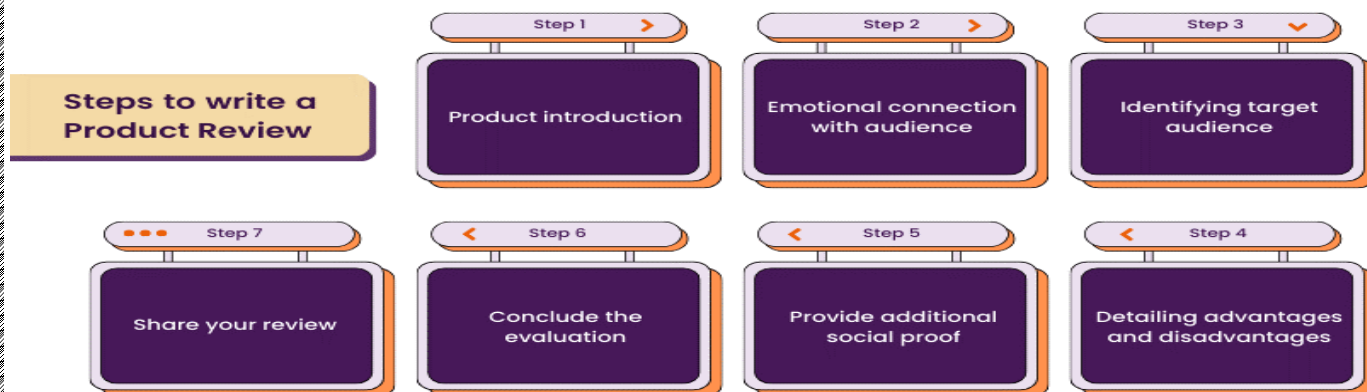 Steps to write a
Product Review
Step 1
Product introduction
Step 2
Emotional connection
with audience
Step 3
Identifying target
audience
Step 4
Detailing advantages
and disadvantages
Step 5
Provide additional
social proof
Step 6
Conclude the
evaluation
Step 7
Share your review